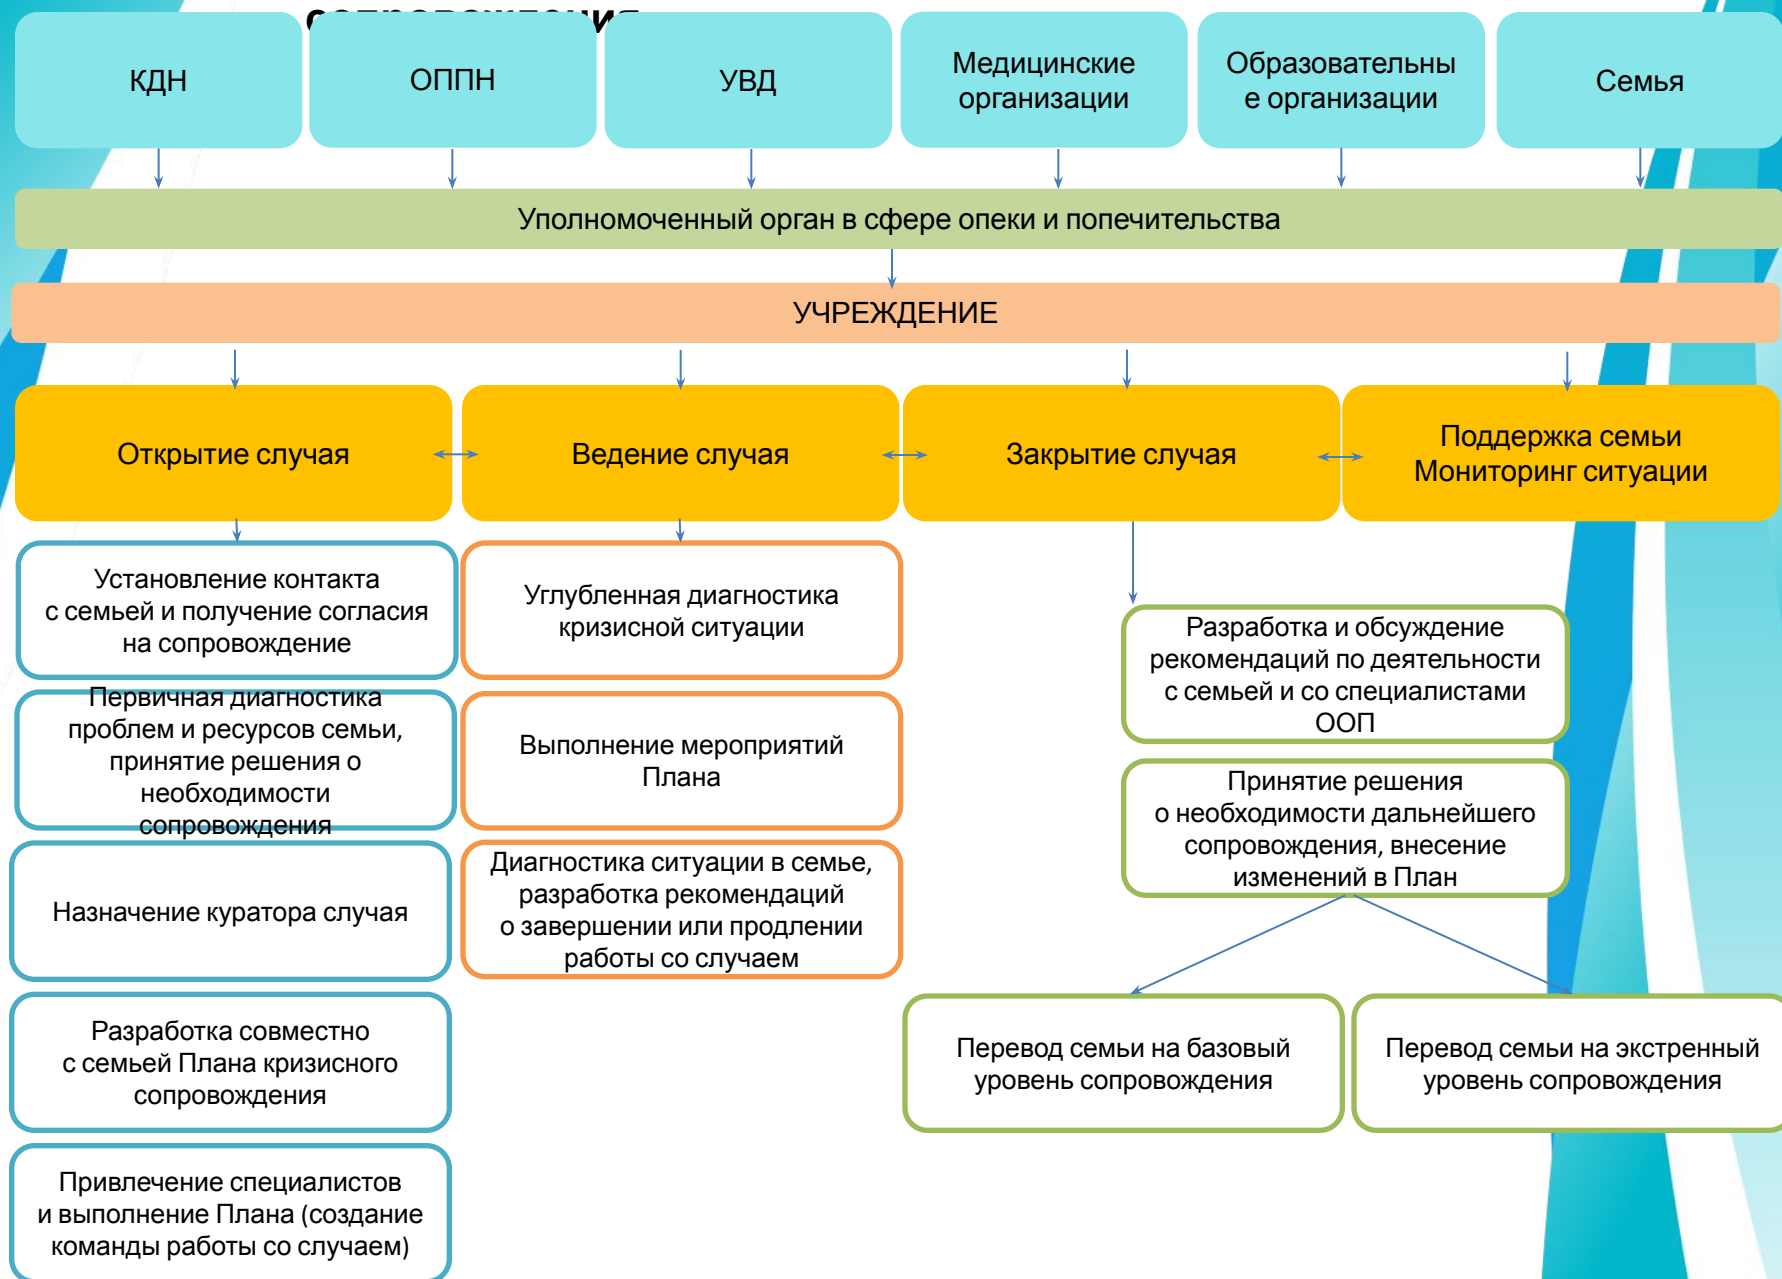 сопровождения
КДН
ОППН
УВД
Медицинские
организации
Образовательны
е организации
Семья
Уполномоченный орган в сфере опеки и попечительства
УЧРЕЖДЕНИЕ
Открытие случая
Ведение случая
Закрытие случая
Поддержка семьи
Мониторинг ситуации
Установление контакта
с семьей и получение согласия
на сопровождение
Первичная диагностика
проблем и ресурсов семьи,
принятие решения о
необходимости
сопровождения
Назначение куратора случая
Разработка совместно
с семьей Плана кризисного
сопровождения
Привлечение специалистов
и выполнение Плана (создание
команды работы со случаем)
Углубленная диагностика
кризисной ситуации
Выполнение мероприятий
Плана
Диагностика ситуации в семье,
разработка рекомендаций
о завершении или продлении
работы со случаем
Разработка и обсуждение
рекомендаций по деятельности
с семьей и со специалистами
ООП
Принятие решения
о необходимости дальнейшего
сопровождения, внесение
изменений в План
Перевод семьи на базовый
уровень сопровождения
Перевод семьи на экстренный
уровень сопровождения